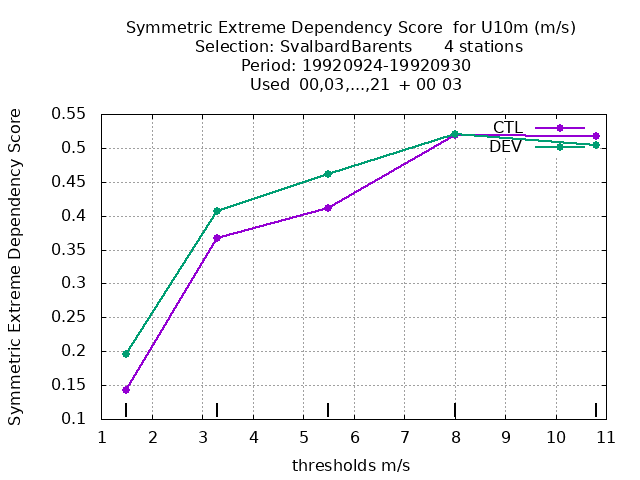 Symmetric Extreme Dependency Score  for U10m (m/s)
Selection: SvalbardBarents      4 stations
Period: 19920924-19920930
Used  00,03,...,21  + 00 03
Symmetric Extreme Dependency Score
0.55
0.5
0.45
0.4
0.35
0.3
0.25
0.2
0.15
0.1
CTL
DEV
1 2 3 4 5 6 7 8 9 10 11
thresholds m/s